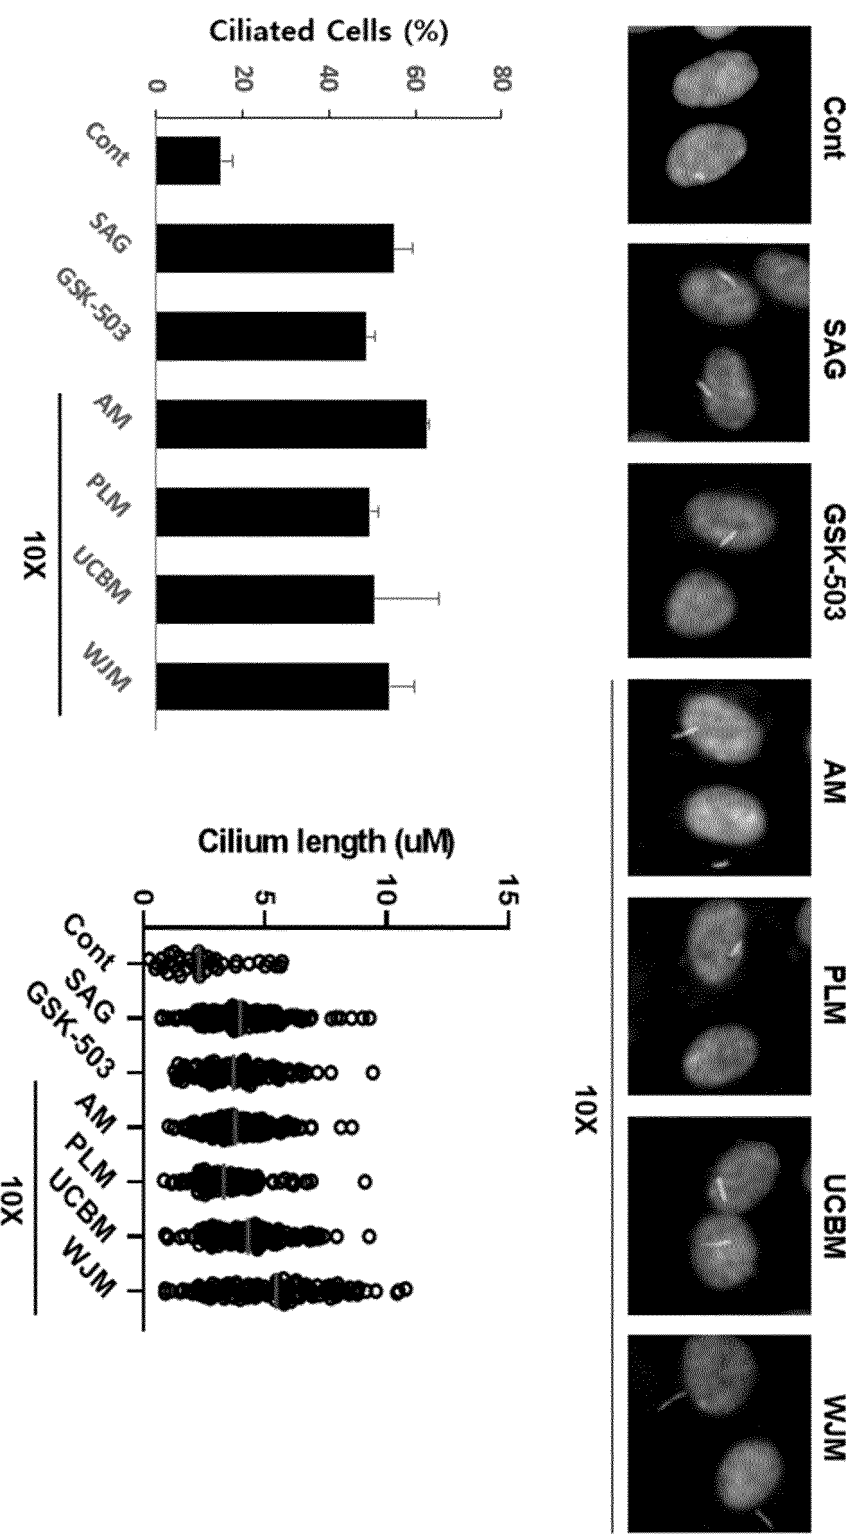 Cont
SAG
GSK-503
AM
PLM
UCBM
WJM
10X
Ciliated Cells (%)
80
60
40
20
0
Cont
SAG
GSK-503
AM
PLM
UCBM
WJM
10X
Cilium length (uM)
15
10
5
0
Cont
SAG
GSK-503
AM
PLM
UCBM
WJM
10X